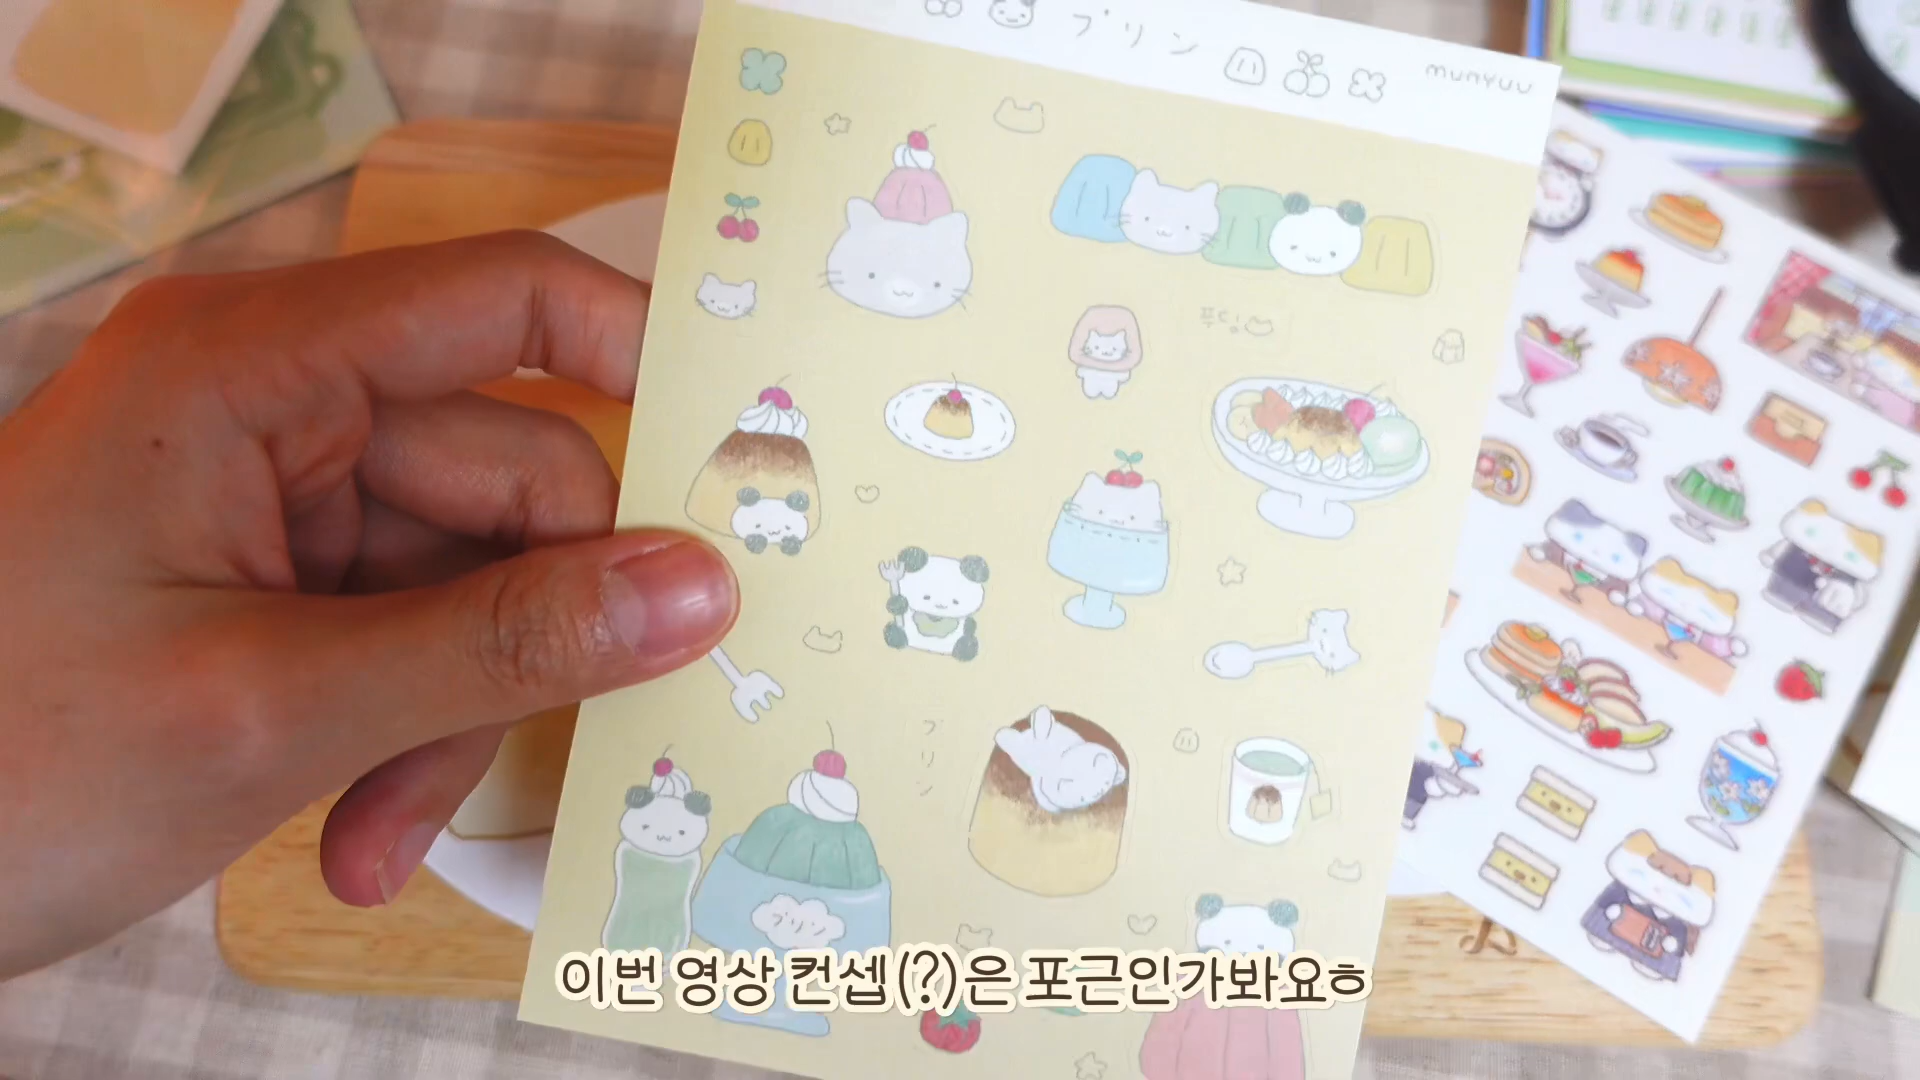 プリン
munyuu
푸딩
プリン
プリン
이번 영상 컨셉(?)은 포근인가봐요ㅎ